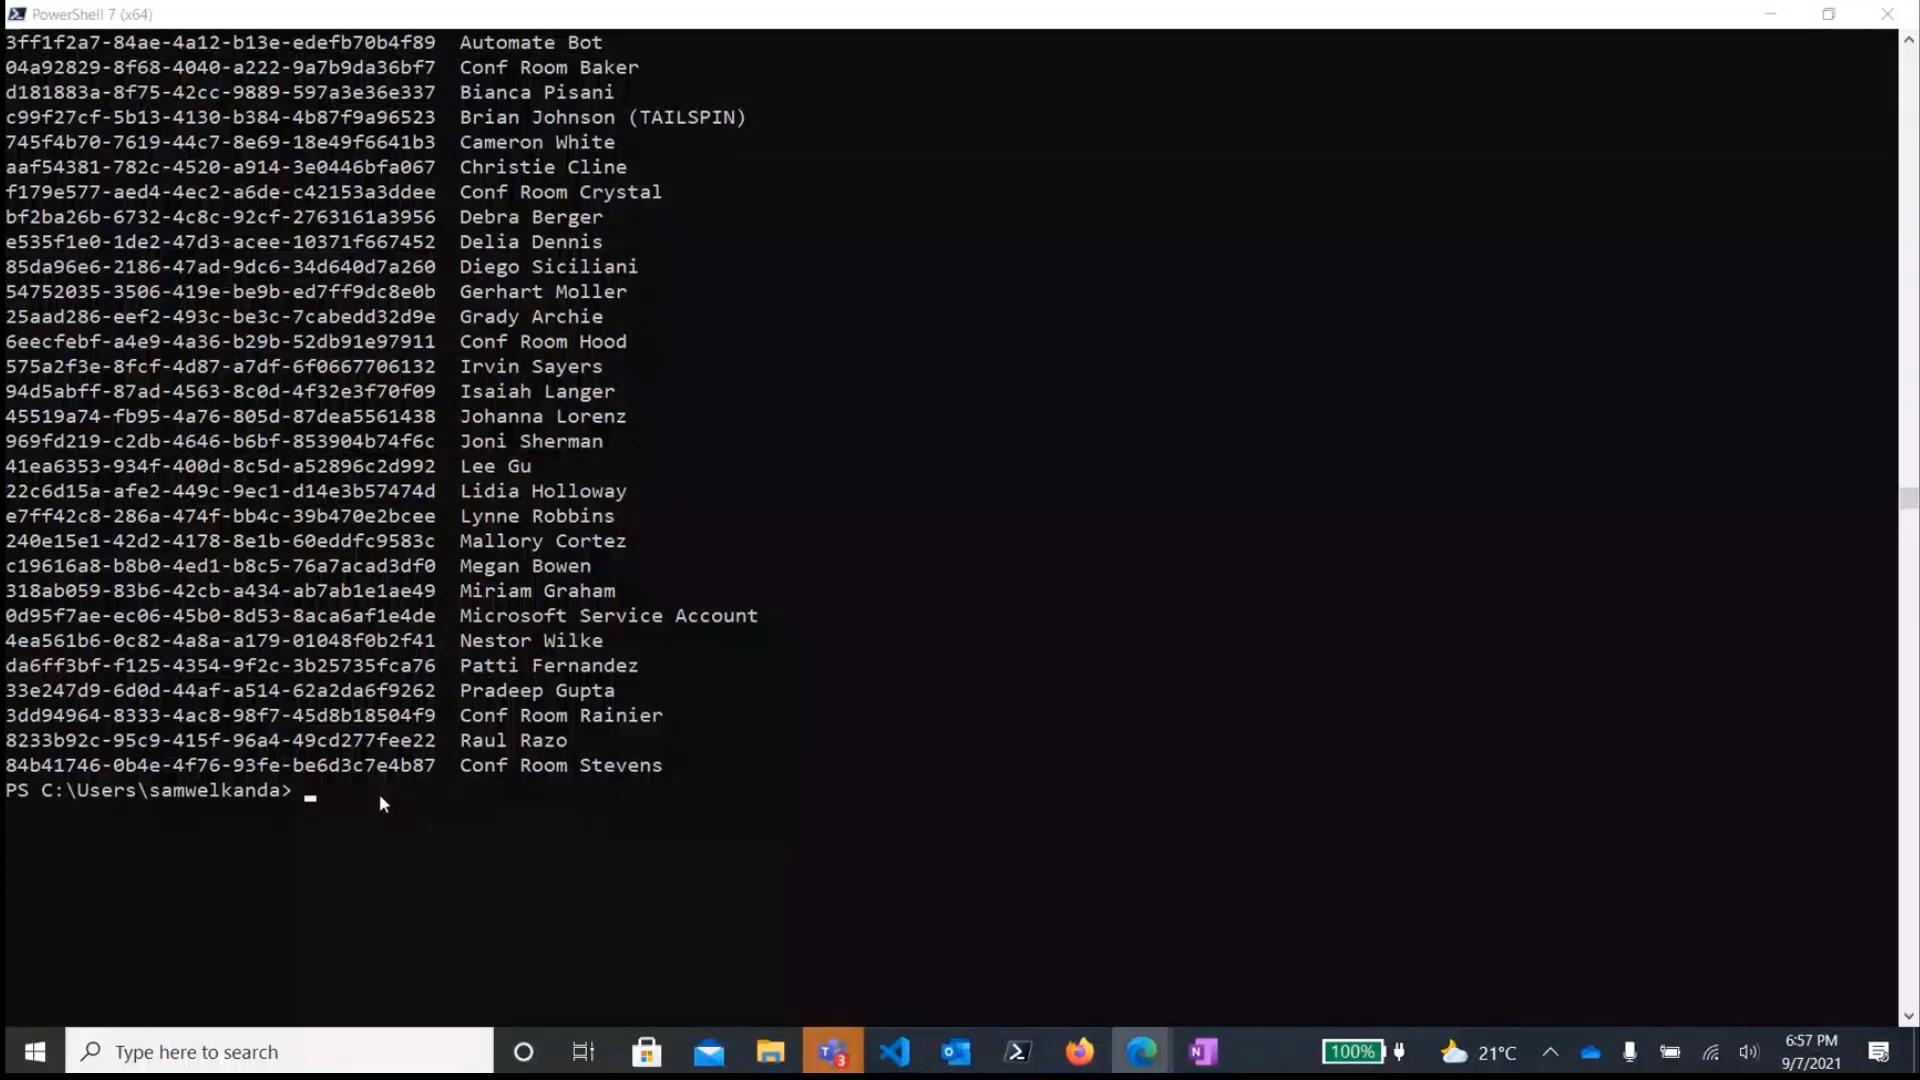 PowerShell 7 (x64)
3ff1f2a7-84ae-4a12-b13e-edefb70b4f89 Automate Bot
04a92829-8f68-4040-a222-9a7b9da36bf7 Conf Room Baker
d181883a-8f75-42cc-9889-597a3e36e337 Bianca Pisani
c99f27cf-5b13-4130-b384-4b87f9a96523 Brian Johnson (TAILSPIN)
745f4b70-7619-44c7-8e69-18e49f6641b3 Cameron White
aaf54381-782c-4520-a914-3e0446bfa067 Christie Cline
f179e577-aed4-4ec2-a6de-c42153a3ddee Conf Room Crystal
bf2ba26b-6732-4c8c-92cf-2763161a3956 Debra Berger
e535f1e0-1de2-47d3-acee-10371f667452 Delia Dennis
85da96e6-2186-47ad-9dc6-34d640d7a260 Diego Siciliani
54752035-3506-419e-be9b-ed7ff9dc8e0b Gerhart Moller
25aad286-eef2-493c-be3c-7cabedd32d9e Grady Archie
6eecfebf-a4e9-4a36-b29b-52db91e97911 Conf Room Hood
575a2f3e-8fcf-4d87-a7df-6f0667706132 Irvin Sayers
94d5abff-87ad-4563-8c0d-4f32e3f70f09 Isaiah Langer
45519a74-fb95-4a76-805d-87dea5561438 Johanna Lorenz
969fd219-c2db-4646-b6bf-853904b74f6c Joni Sherman
41ea6353-934f-400d-8c5d-a52896c2d992 Lee Gu
22c6d15a-afe2-449c-9ec1-d14e3b57474d Lidia Holloway
e7ff42c8-286a-474f-bb4c-39b470e2bcee Lynne Robbins
240e15e1-42d2-4178-8e1b-60eddfc9583c Mallory Cortez
c19616a8-b8b0-4ed1-b8c5-76a7acad3df0 Megan Bowen
318ab059-83b6-42cb-a434-ab7ab1e1ae49 Miriam Graham
0d95f7ae-ec06-45b0-8d53-8aca6af1e4de Microsoft Service Account
4ea561b6-0c82-4a8a-a179-01048f0b2f41 Nestor Wilke
da6ff3bf-f125-4354-9f2c-3b25735fca76 Patti Fernandez
33e247d9-6d0d-44af-a514-62a2da6f9262 Pradeep Gupta
3dd94964-8333-4ac8-98f7-45d8b18504f9 Conf Room Rainier
8233b92c-95c9-415f-96a4-49cd277fee22 Raul Razo
84b41746-0b4e-4f76-93fe-be6d3c7e4b87 Conf Room Stevens
PS C:\Users\samwelkanda>
Type here to search
3
100%
21°C
6:57 PM
9/7/2021